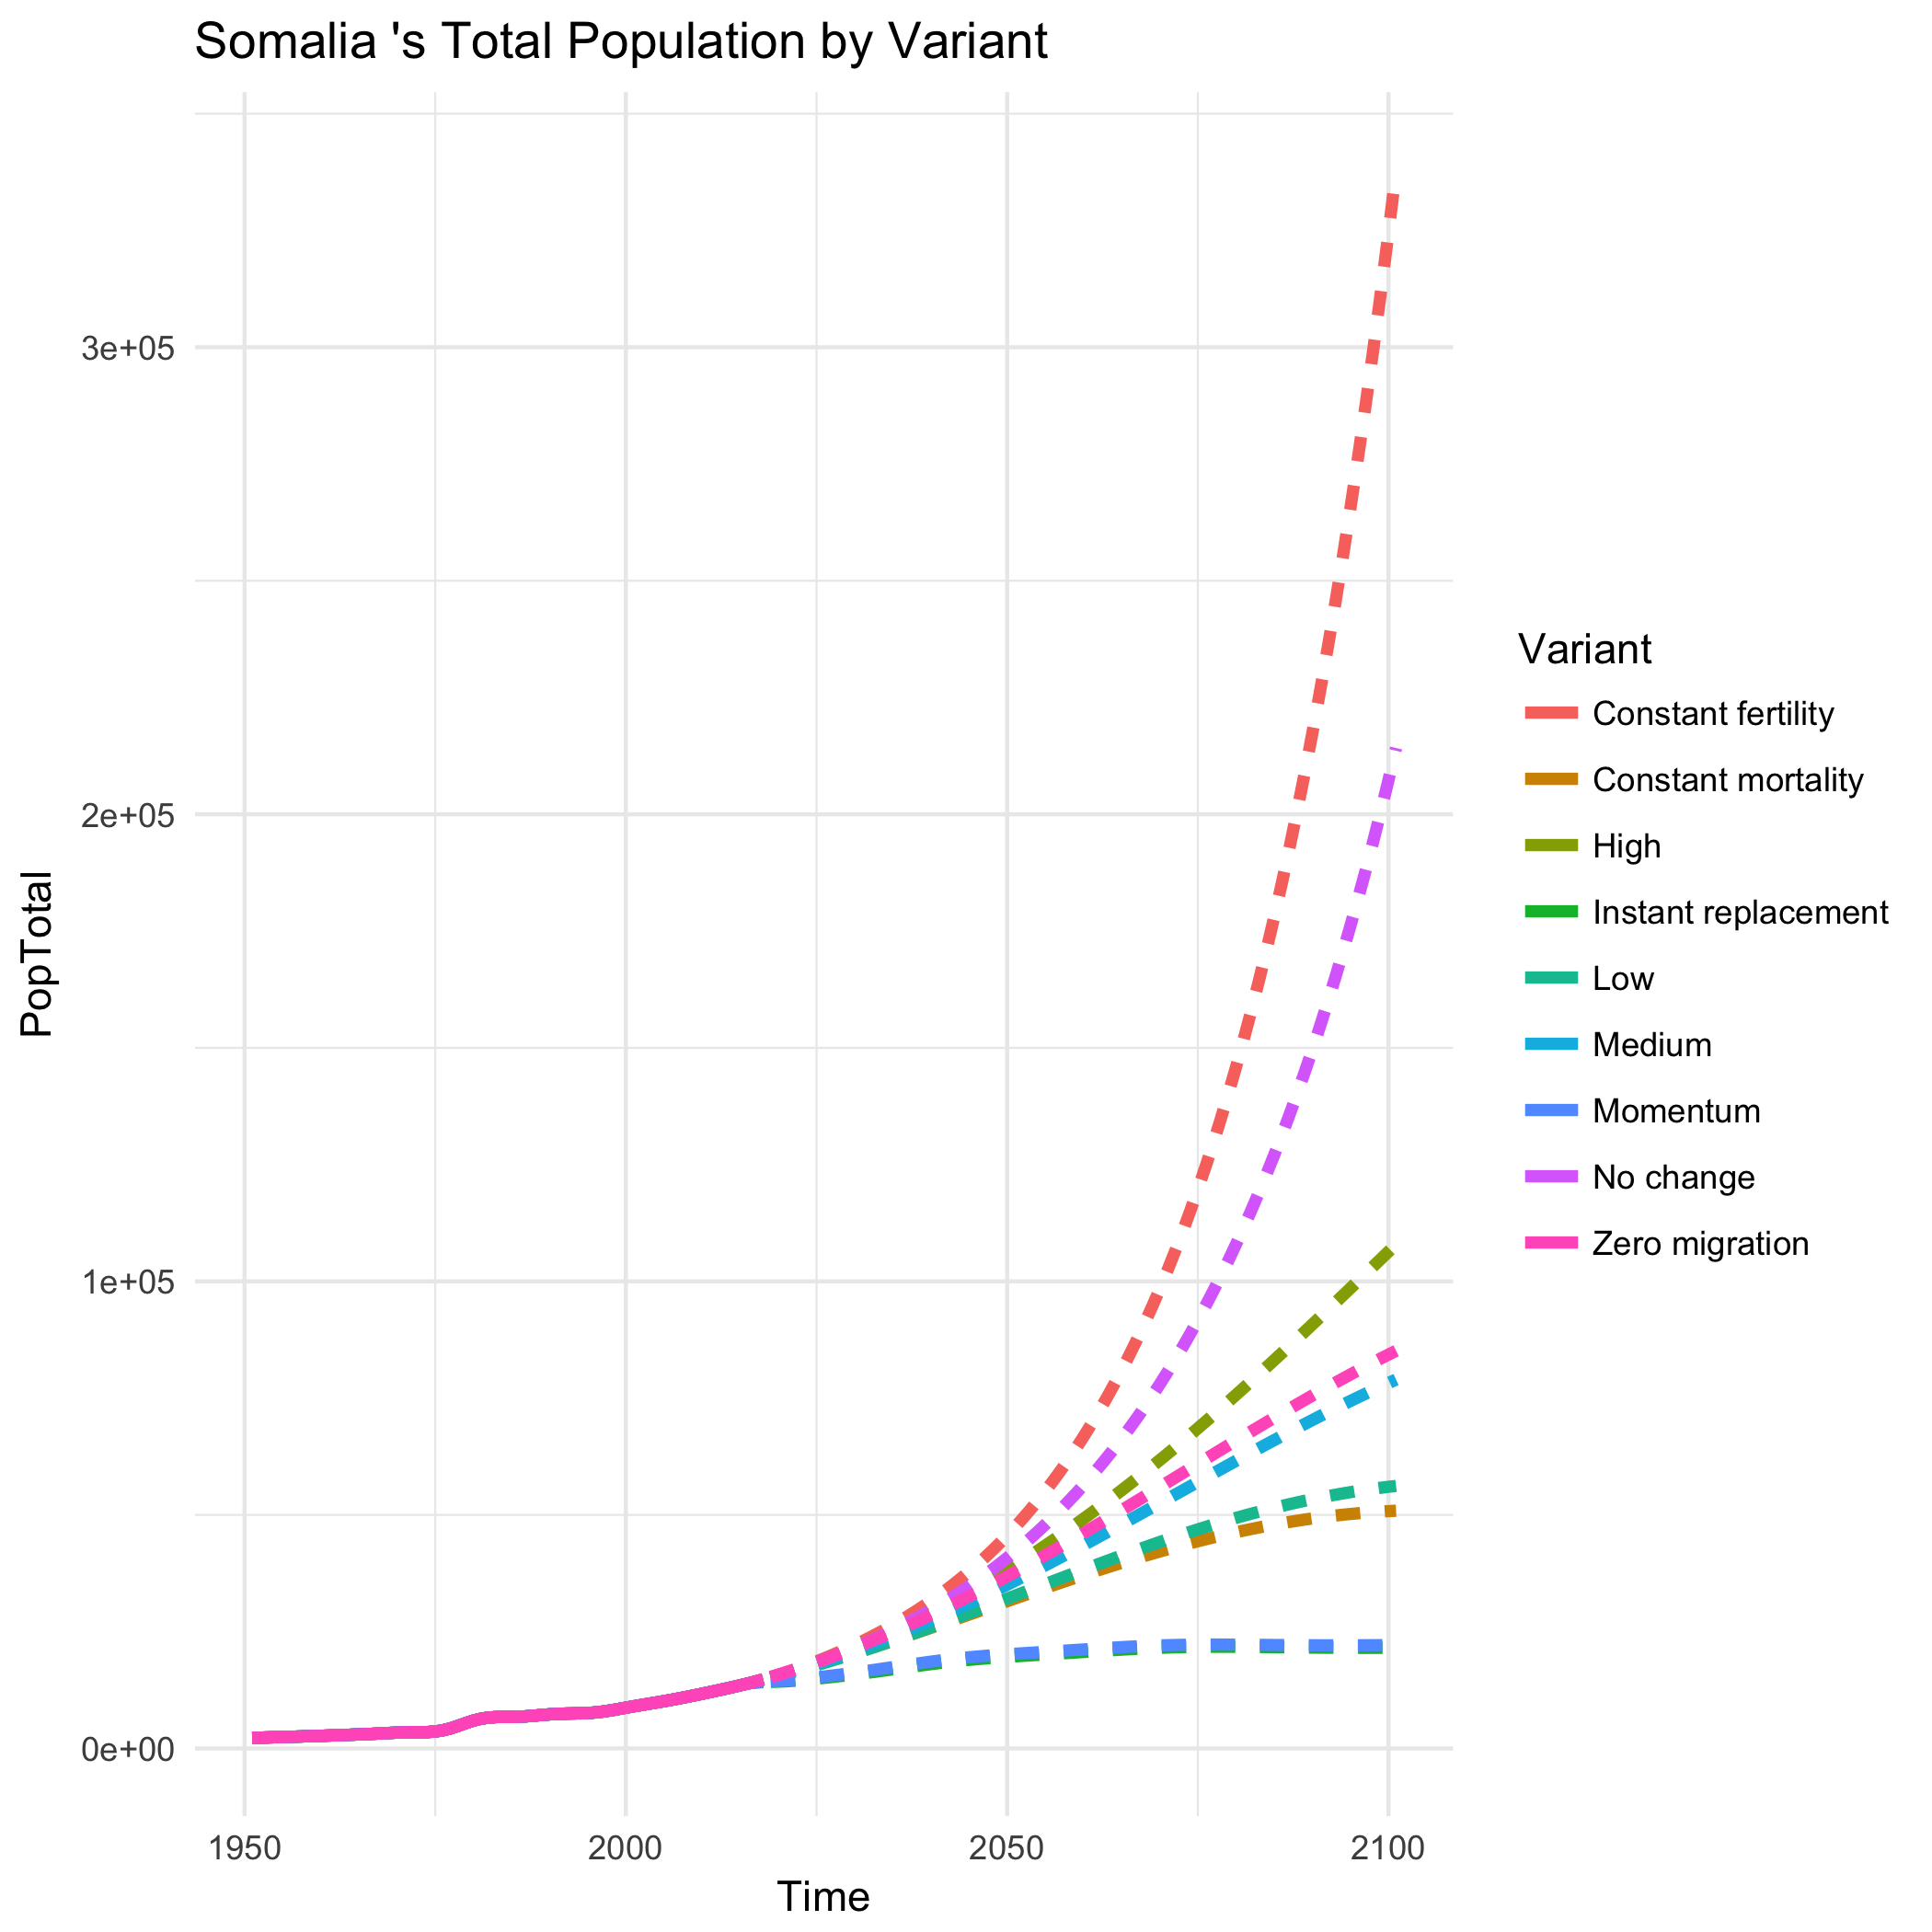 Somalia 's Total Population by Variant
PopTotal
3e+05
2e+05
1e+05
0e+00
1950
2000
2050
2100
Time
Variant
Constant fertility
Constant mortality
High
Instant replacement
Low
Medium
Momentum
No change
Zero migration